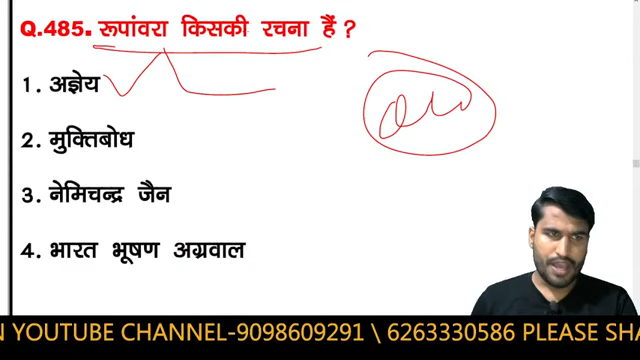 Q.485. रूपांवरा किसकी रचना हैं ?
1. अज्ञेय
2. मुक्तिबोध
3. नेमिचन्द्र जैन
4. भारत भूषण अग्रवाल
N YOUTUBE CHANNEL-9098609291 \ 6263330586 PLEASE SHA